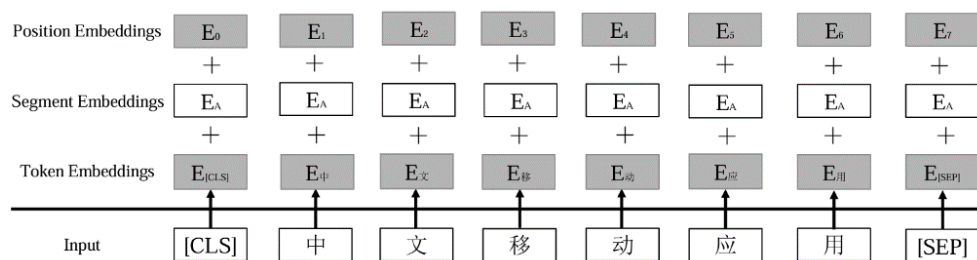 Position Embeddings E0 E1 E2 E3 E4 E5 E6 E7
+ + + + + + + +
Segment Embeddings EA EA EA EA EA EA EA EA
+ + + + + + + +
Token Embeddings E[CLS] E中 E文 E移 E动 E应 E用 E[SEP]
Input [CLS] 中 文 移 动 应 用 [SEP]